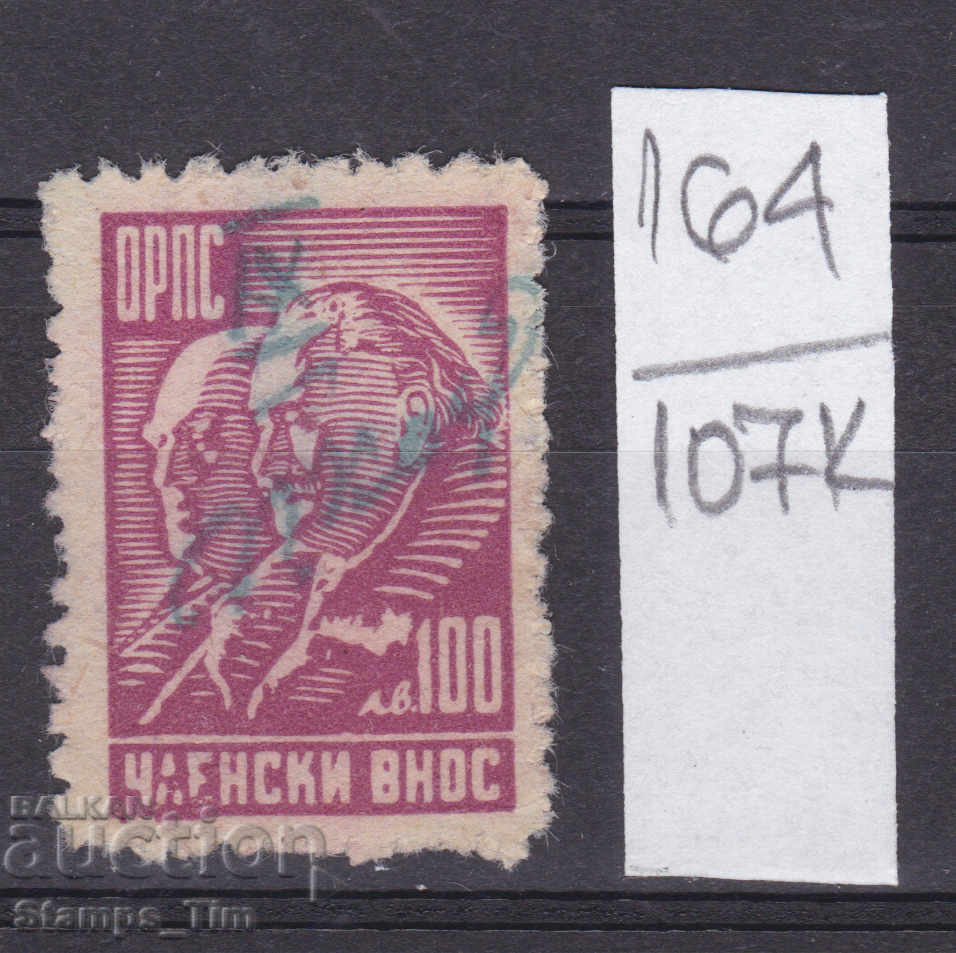 ОРПС
лв.100
ЧЛЕНСКИ ВНОС
164
107К
BALKAN
auction
Stamps_Tim